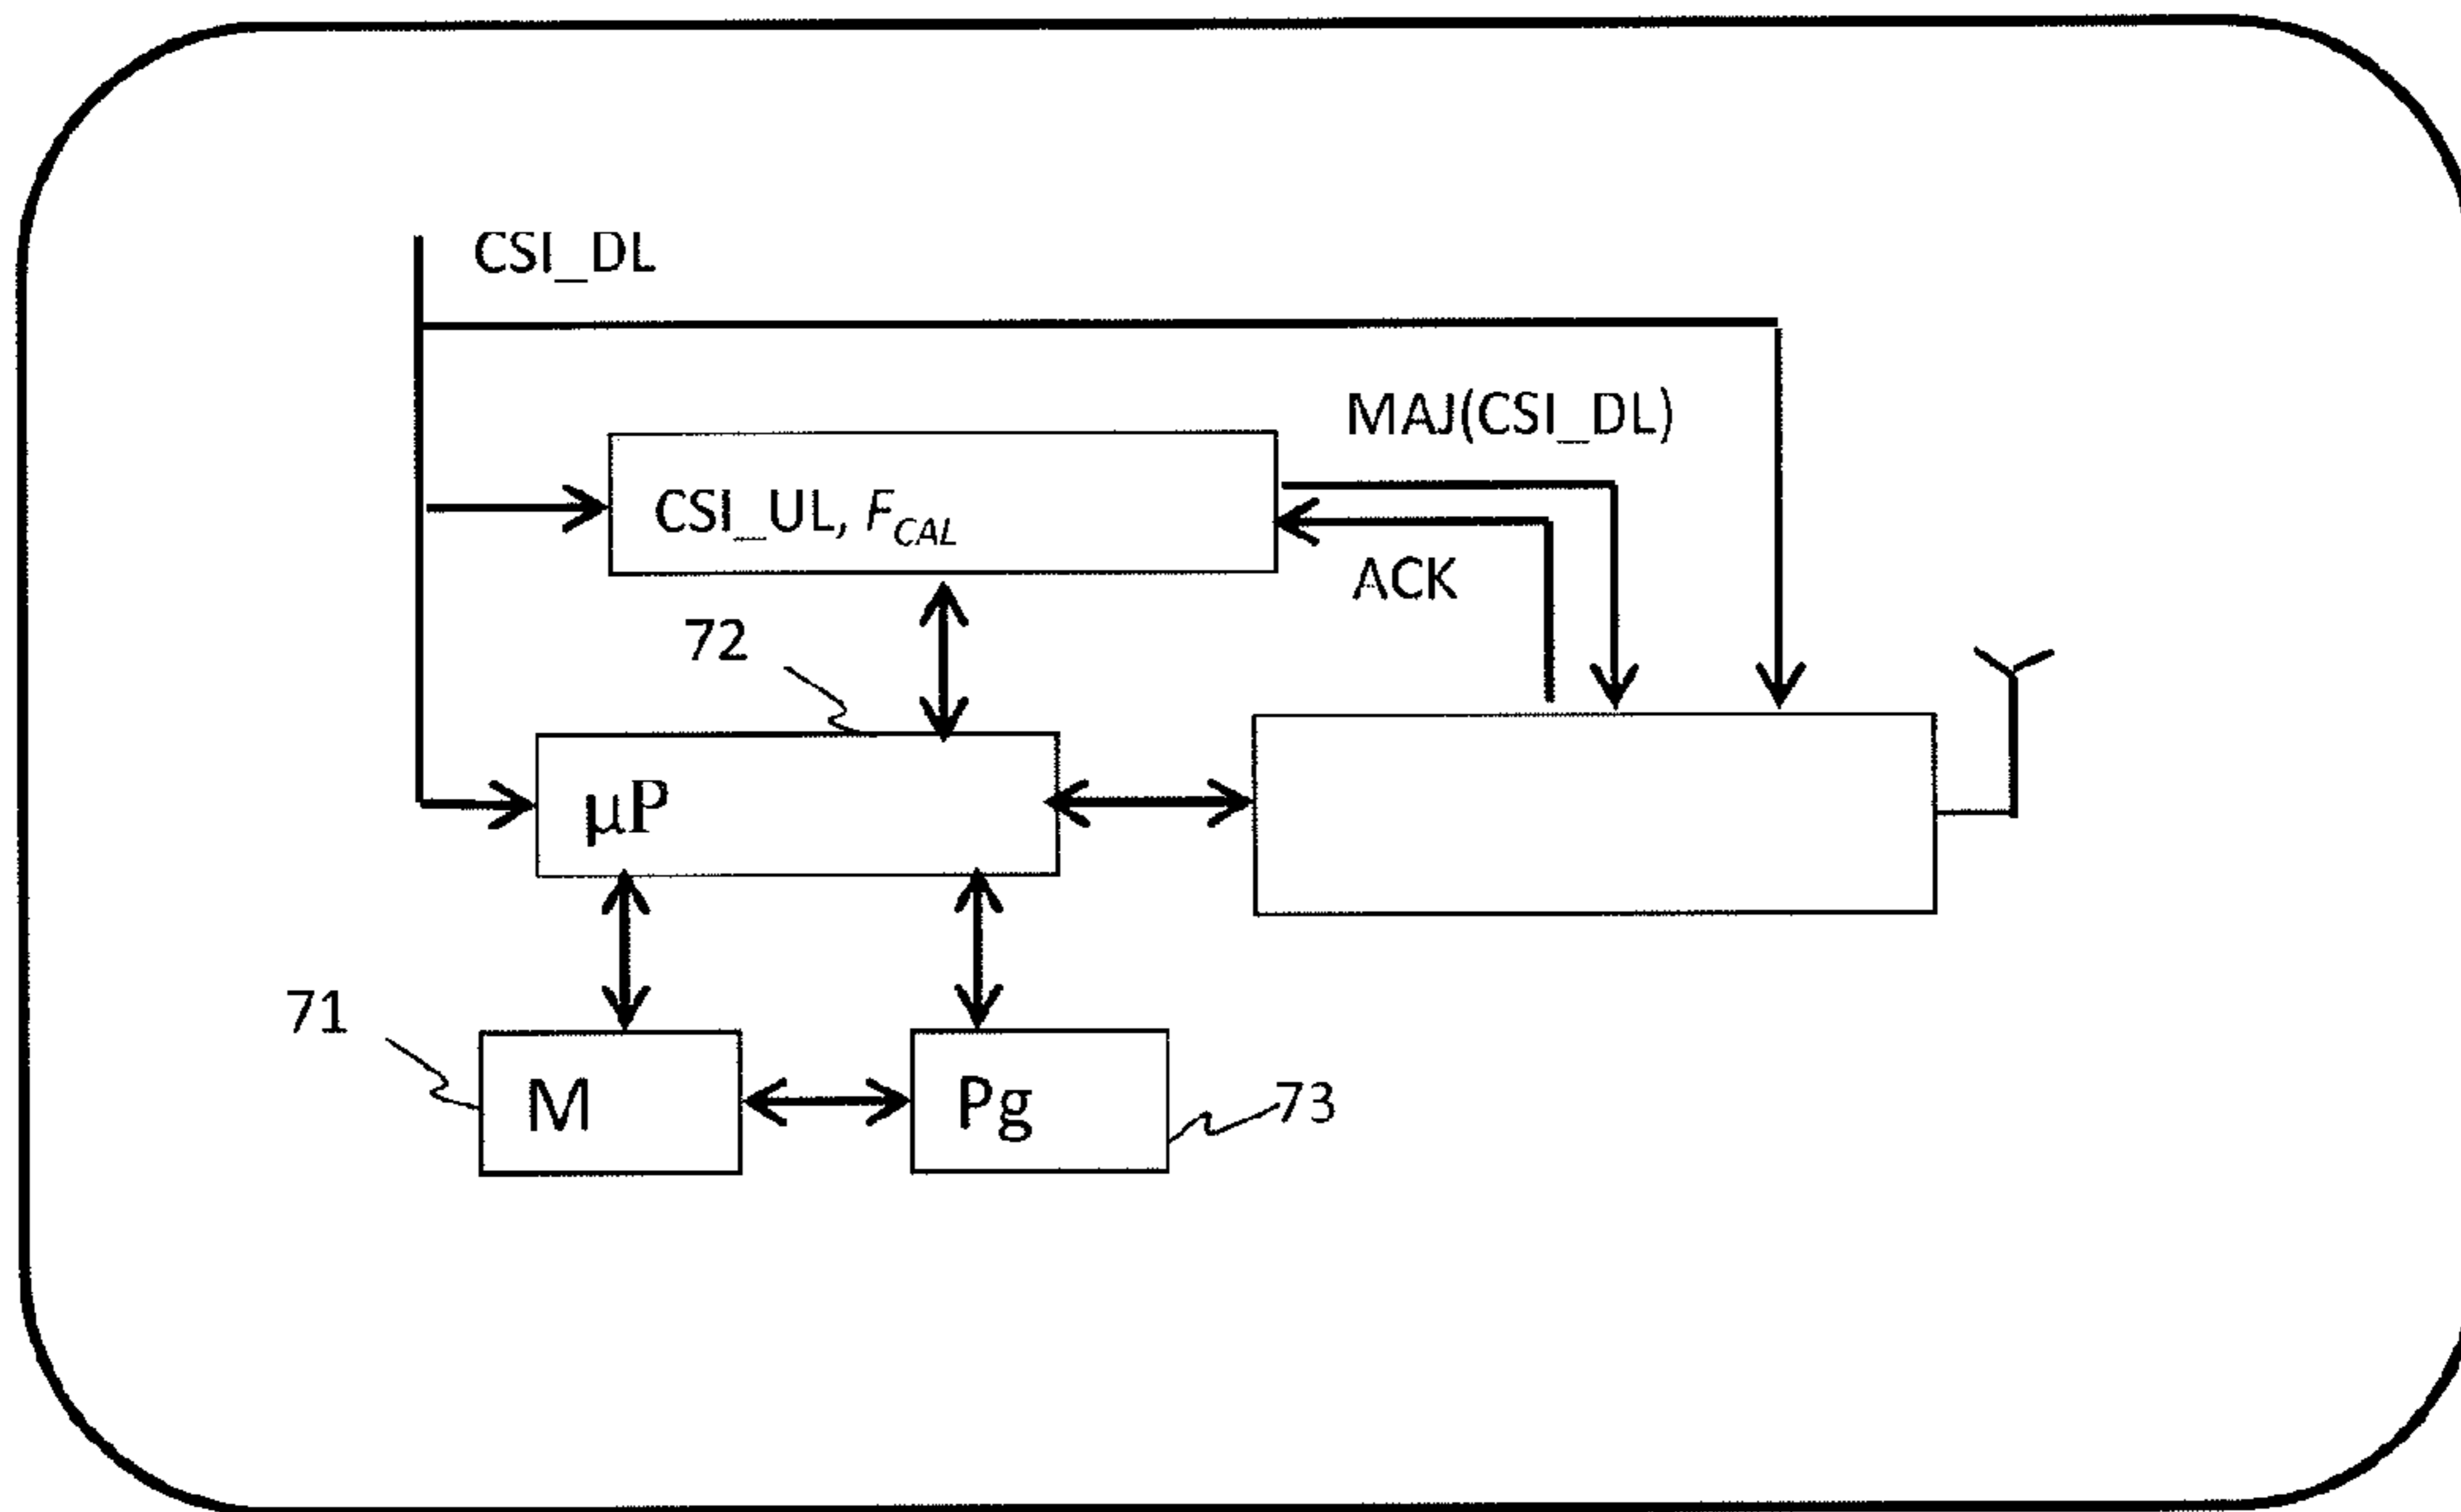 CSI_DL
MAJ(CSI_DL)
CSI_UL, F_CAL
ACK
72
μP
71
M
Pg
73